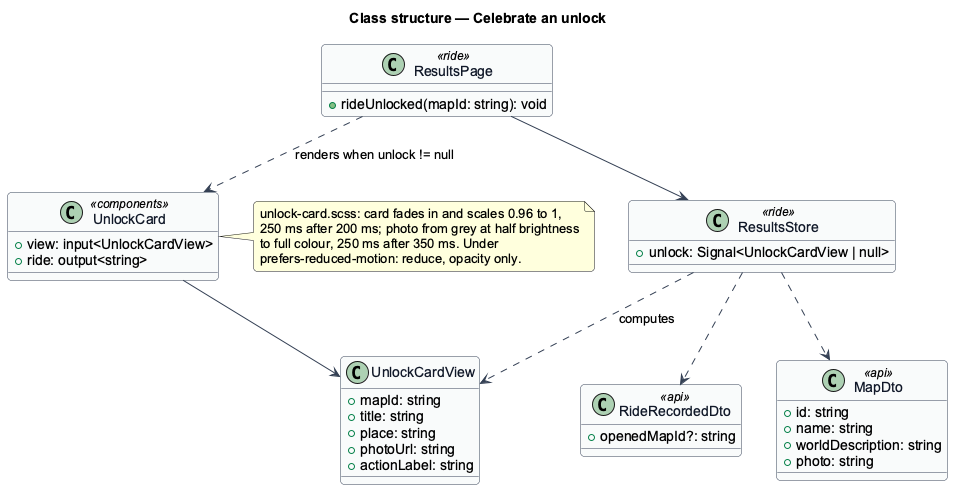 Class structure — Celebrate an unlock
«ride»
C ResultsPage
rideUnlocked(mapId: string): void
renders when unlock != null
«components»
C UnlockCard
view: input<UnlockCardView>
ride: output<string>
unlock-card.scss: card fades in and scales 0.96 to 1,
250 ms after 200 ms; photo from grey at half brightness
to full colour, 250 ms after 350 ms. Under
prefers-reduced-motion: reduce, opacity only.
«ride»
C ResultsStore
unlock: Signal<UnlockCardView | null>
computes
C UnlockCardView
mapId: string
title: string
place: string
photoUrl: string
actionLabel: string
«api»
C RideRecordedDto
openedMapId?: string
«api»
C MapDto
id: string
name: string
worldDescription: string
photo: string